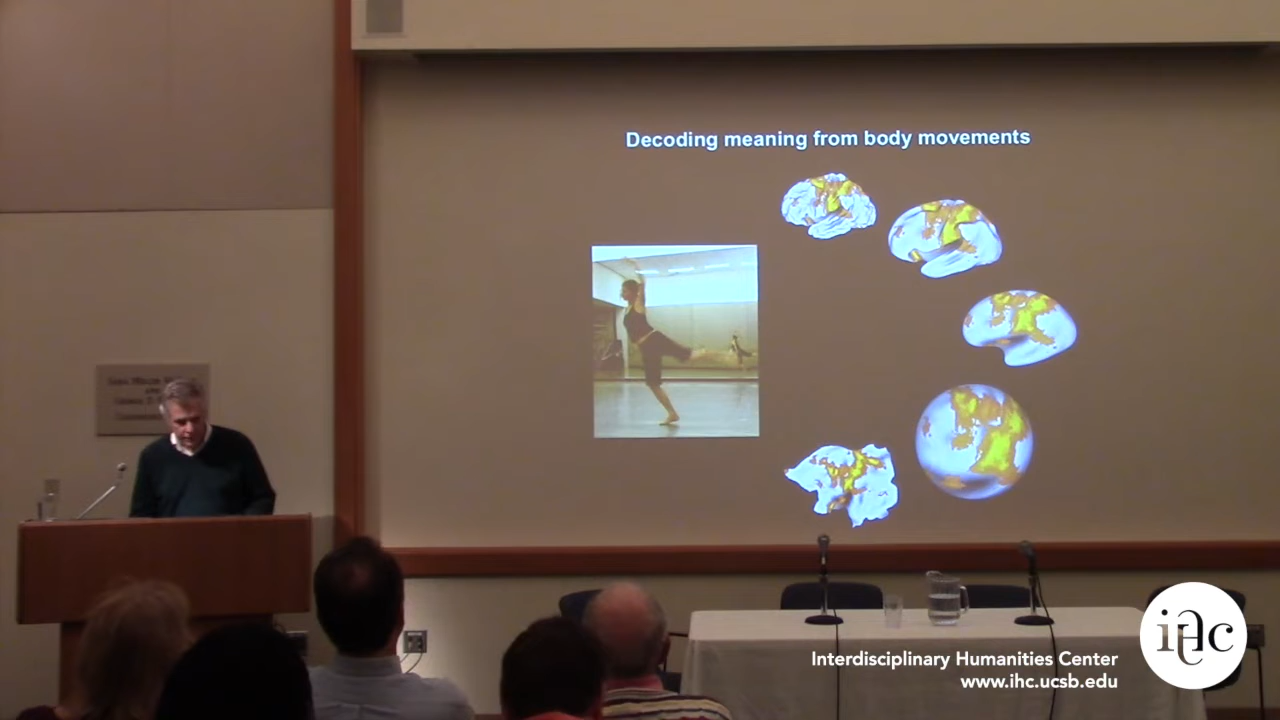 Decoding meaning from body movements
Interdisciplinary Humanities Center
www.ihc.ucsb.edu
ihc